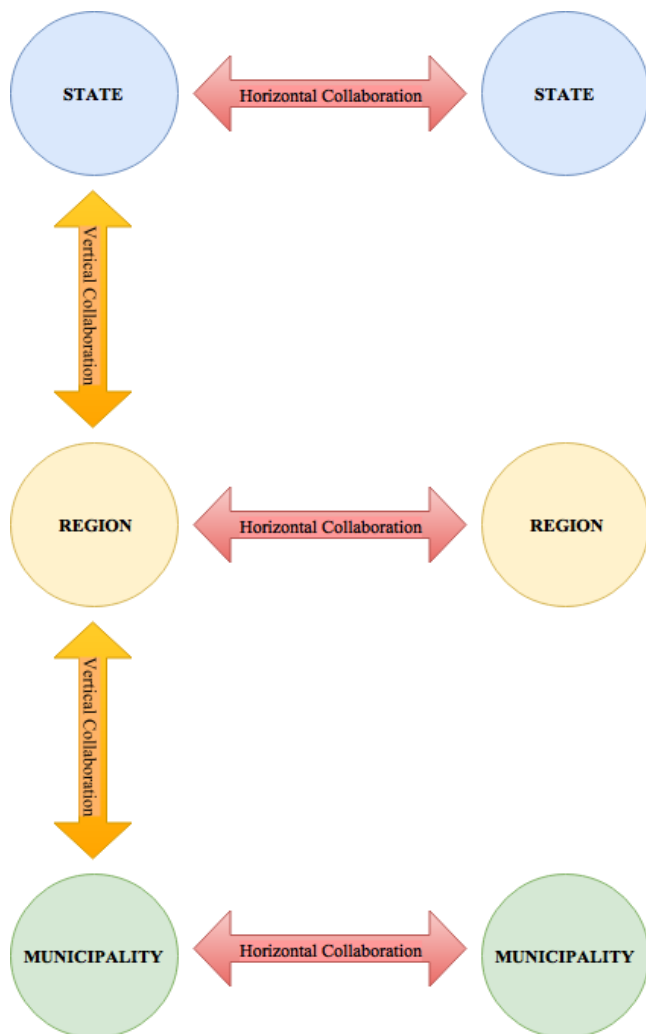 STATE
Horizontal Collaboration
STATE
Vertical Collaboration
REGION
Horizontal Collaboration
REGION
Vertical Collaboration
MUNICIPALITY
Horizontal Collaboration
MUNICIPALITY